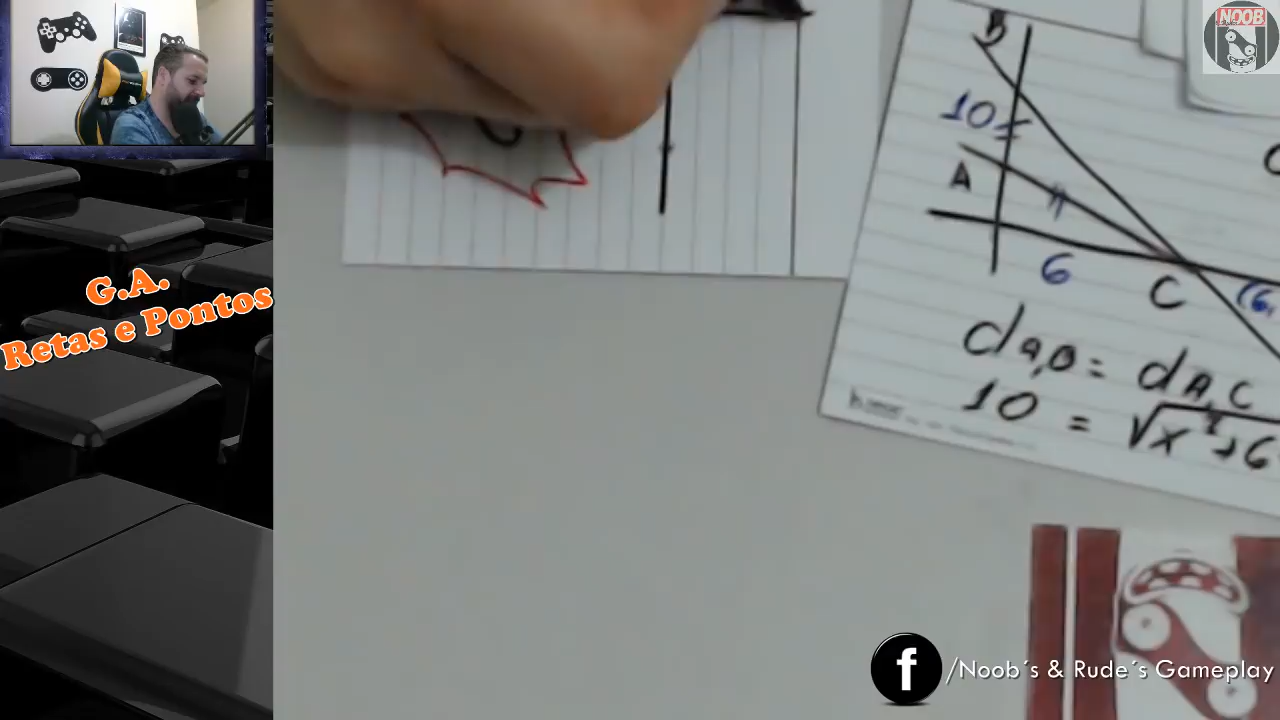 NOOB
G.A.
Retas e Pontos
B
10
A
6
C
(6,
dA,B = dA,C
10 = √x²+6
/Noob´s & Rude´s Gameplay